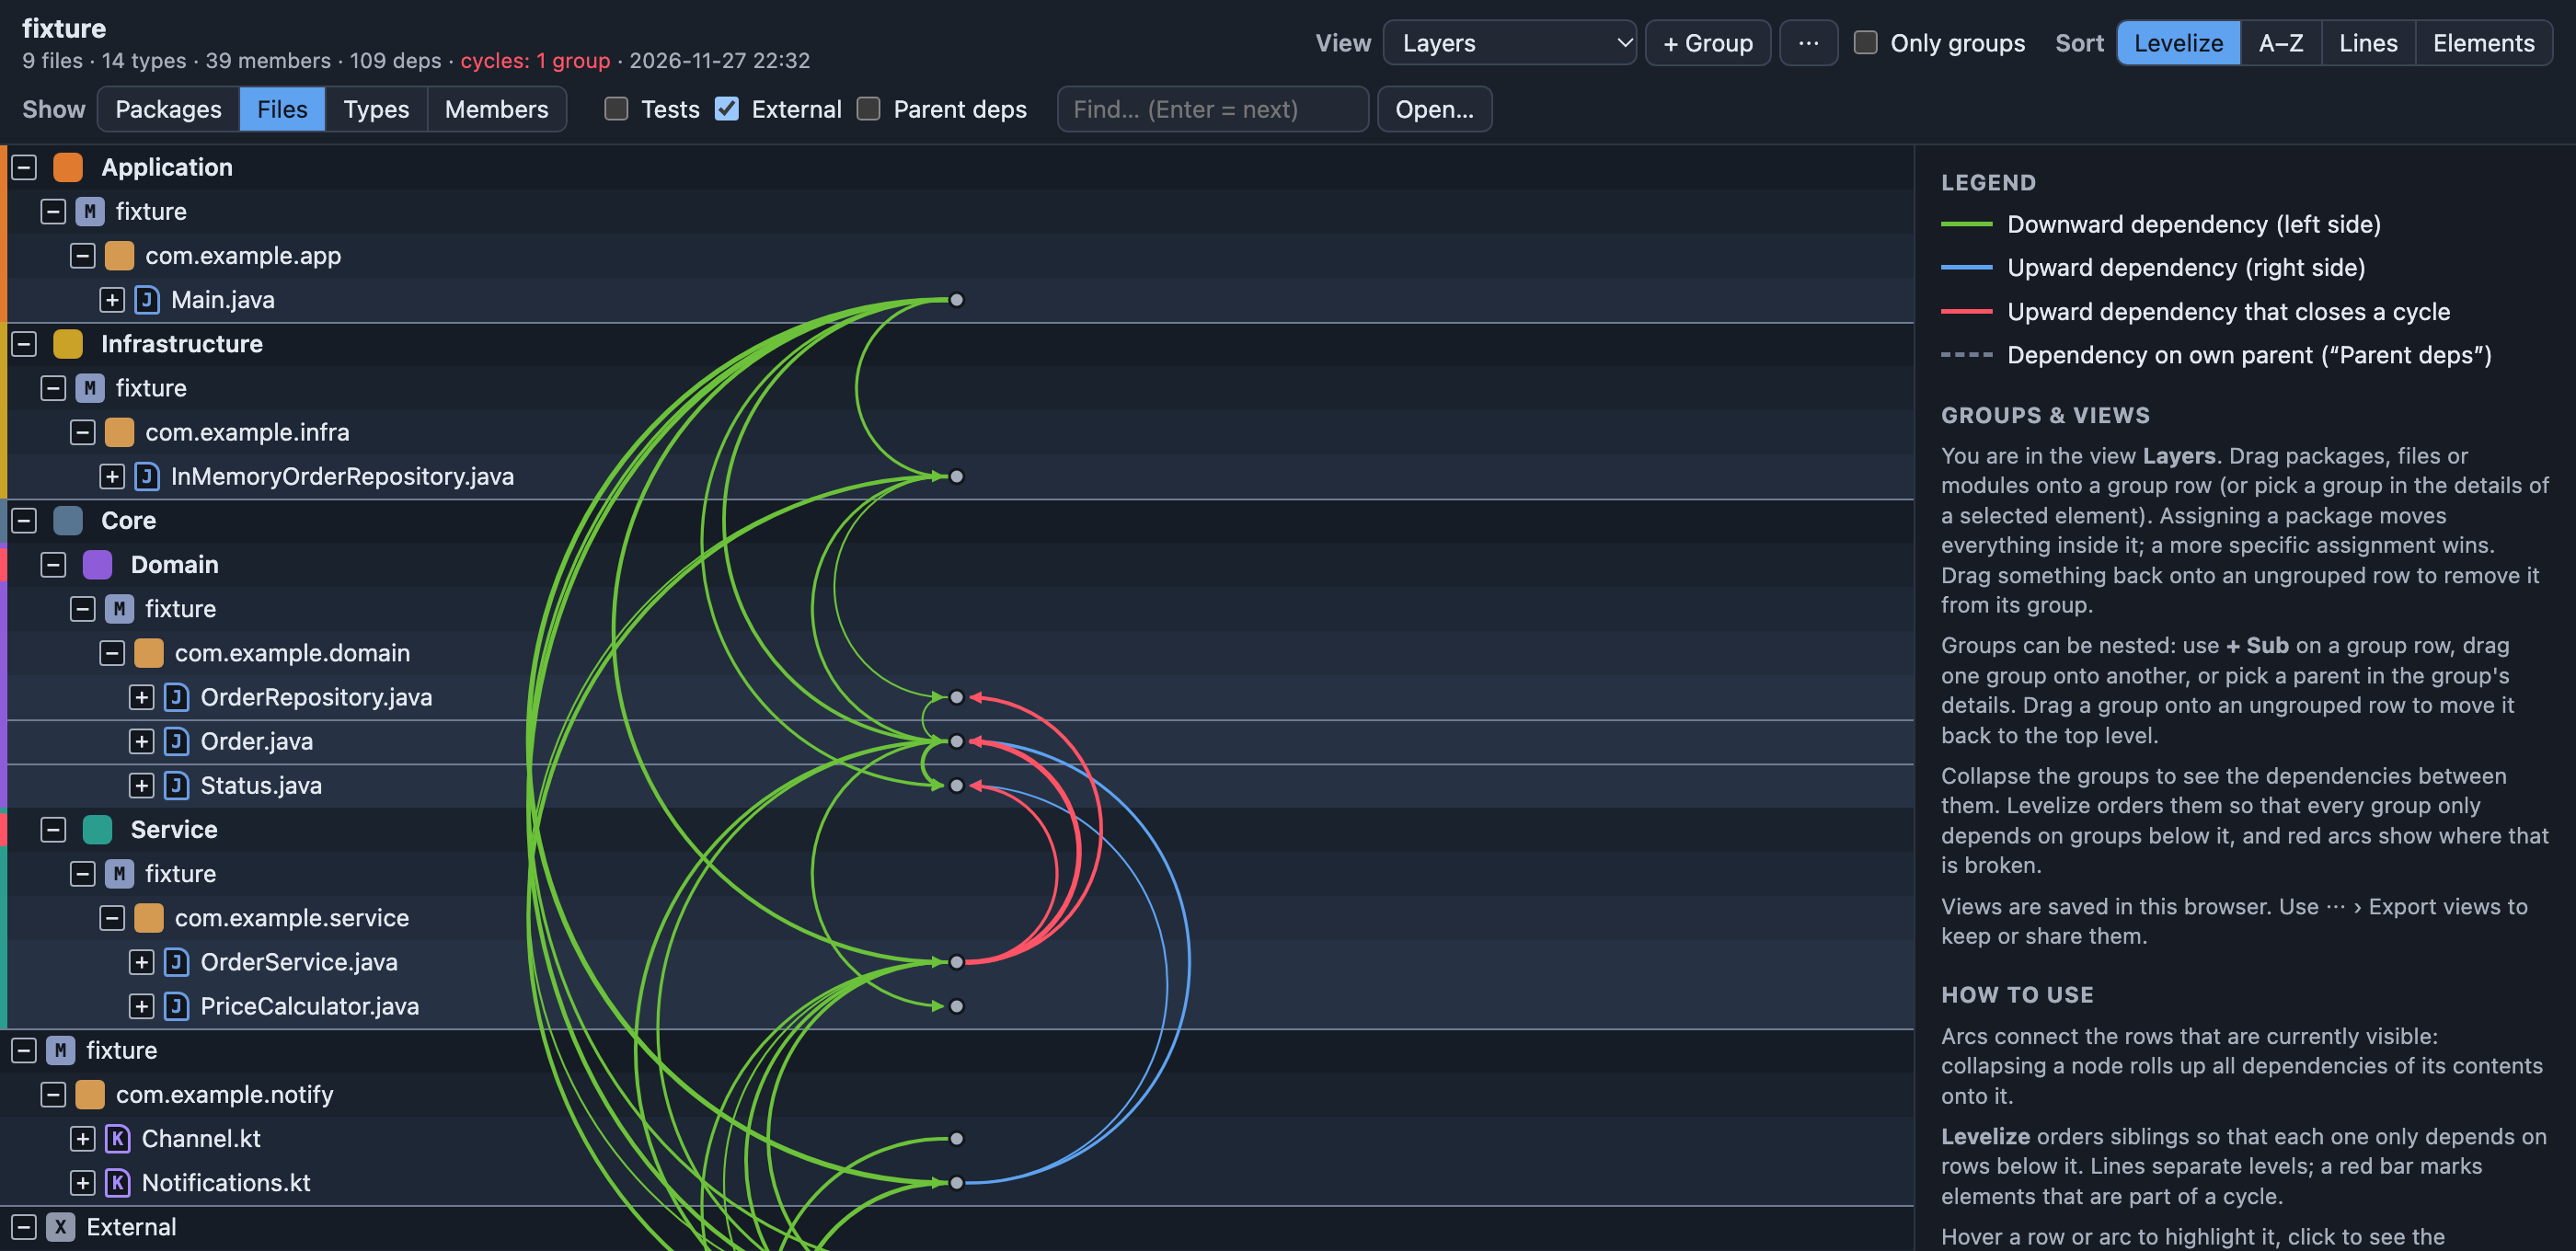 fixture
9 files · 14 types · 39 members · 109 deps · cycles: 1 group · 2026-11-27 22:32
View Layers + Group ··· Only groups Sort Levelize A–Z Lines Elements
Show Packages Files Types Members Tests External Parent deps Find... (Enter = next) Open...
Application
M fixture
com.example.app
J Main.java
Infrastructure
M fixture
com.example.infra
J InMemoryOrderRepository.java
Core
Domain
M fixture
com.example.domain
J OrderRepository.java
J Order.java
J Status.java
Service
M fixture
com.example.service
J OrderService.java
J PriceCalculator.java
M fixture
com.example.notify
K Channel.kt
K Notifications.kt
X External
LEGEND
Downward dependency (left side)
Upward dependency (right side)
Upward dependency that closes a cycle
Dependency on own parent (“Parent deps”)
GROUPS & VIEWS
You are in the view Layers. Drag packages, files or
modules onto a group row (or pick a group in the details of
a selected element). Assigning a package moves
everything inside it; a more specific assignment wins.
Drag something back onto an ungrouped row to remove it
from its group.
Groups can be nested: use + Sub on a group row, drag
one group onto another, or pick a parent in the group's
details. Drag a group onto an ungrouped row to move it
back to the top level.
Collapse the groups to see the dependencies between
them. Levelize orders them so that every group only
depends on groups below it, and red arcs show where that
is broken.
Views are saved in this browser. Use ··· › Export views to
keep or share them.
HOW TO USE
Arcs connect the rows that are currently visible:
collapsing a node rolls up all dependencies of its contents
onto it.
Levelize orders siblings so that each one only depends on
rows below it. Lines separate levels; a red bar marks
elements that are part of a cycle.
Hover a row or arc to highlight it, click to see the